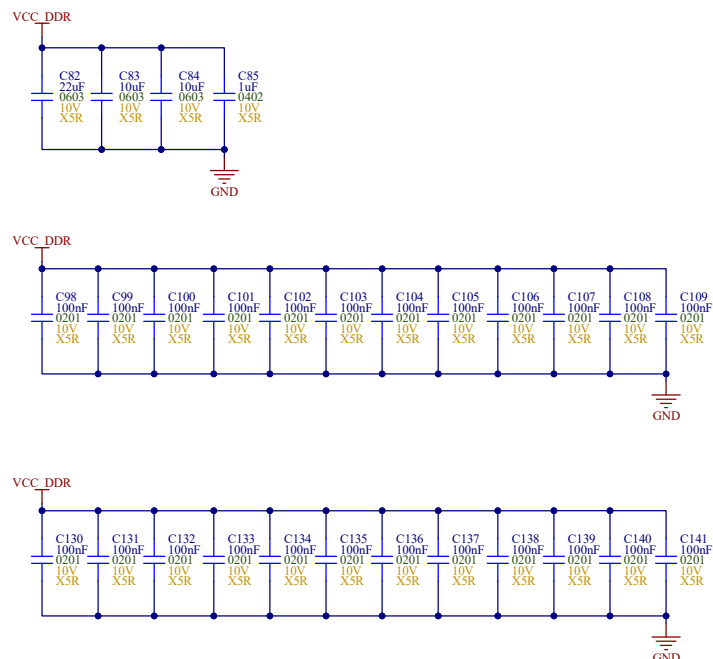 VCC_DDR
C82 C83 C84 C85
22uF 10uF 10uF 1uF
0603 0603 0603 0402
10V 10V 10V 10V
X5R X5R X5R X5R
GND
VCC_DDR
C98 C99 C100 C101 C102 C103 C104 C105 C106 C107 C108 C109
100nF 100nF 100nF 100nF 100nF 100nF 100nF 100nF 100nF 100nF 100nF 100nF
0201 0201 0201 0201 0201 0201 0201 0201 0201 0201 0201 0201
10V 10V 10V 10V 10V 10V 10V 10V 10V 10V 10V 10V
X5R X5R X5R X5R X5R X5R X5R X5R X5R X5R X5R X5R
GND
VCC_DDR
C130 C131 C132 C133 C134 C135 C136 C137 C138 C139 C140 C141
100nF 100nF 100nF 100nF 100nF 100nF 100nF 100nF 100nF 100nF 100nF 100nF
0201 0201 0201 0201 0201 0201 0201 0201 0201 0201 0201 0201
10V 10V 10V 10V 10V 10V 10V 10V 10V 10V 10V 10V
X5R X5R X5R X5R X5R X5R X5R X5R X5R X5R X5R X5R
GND